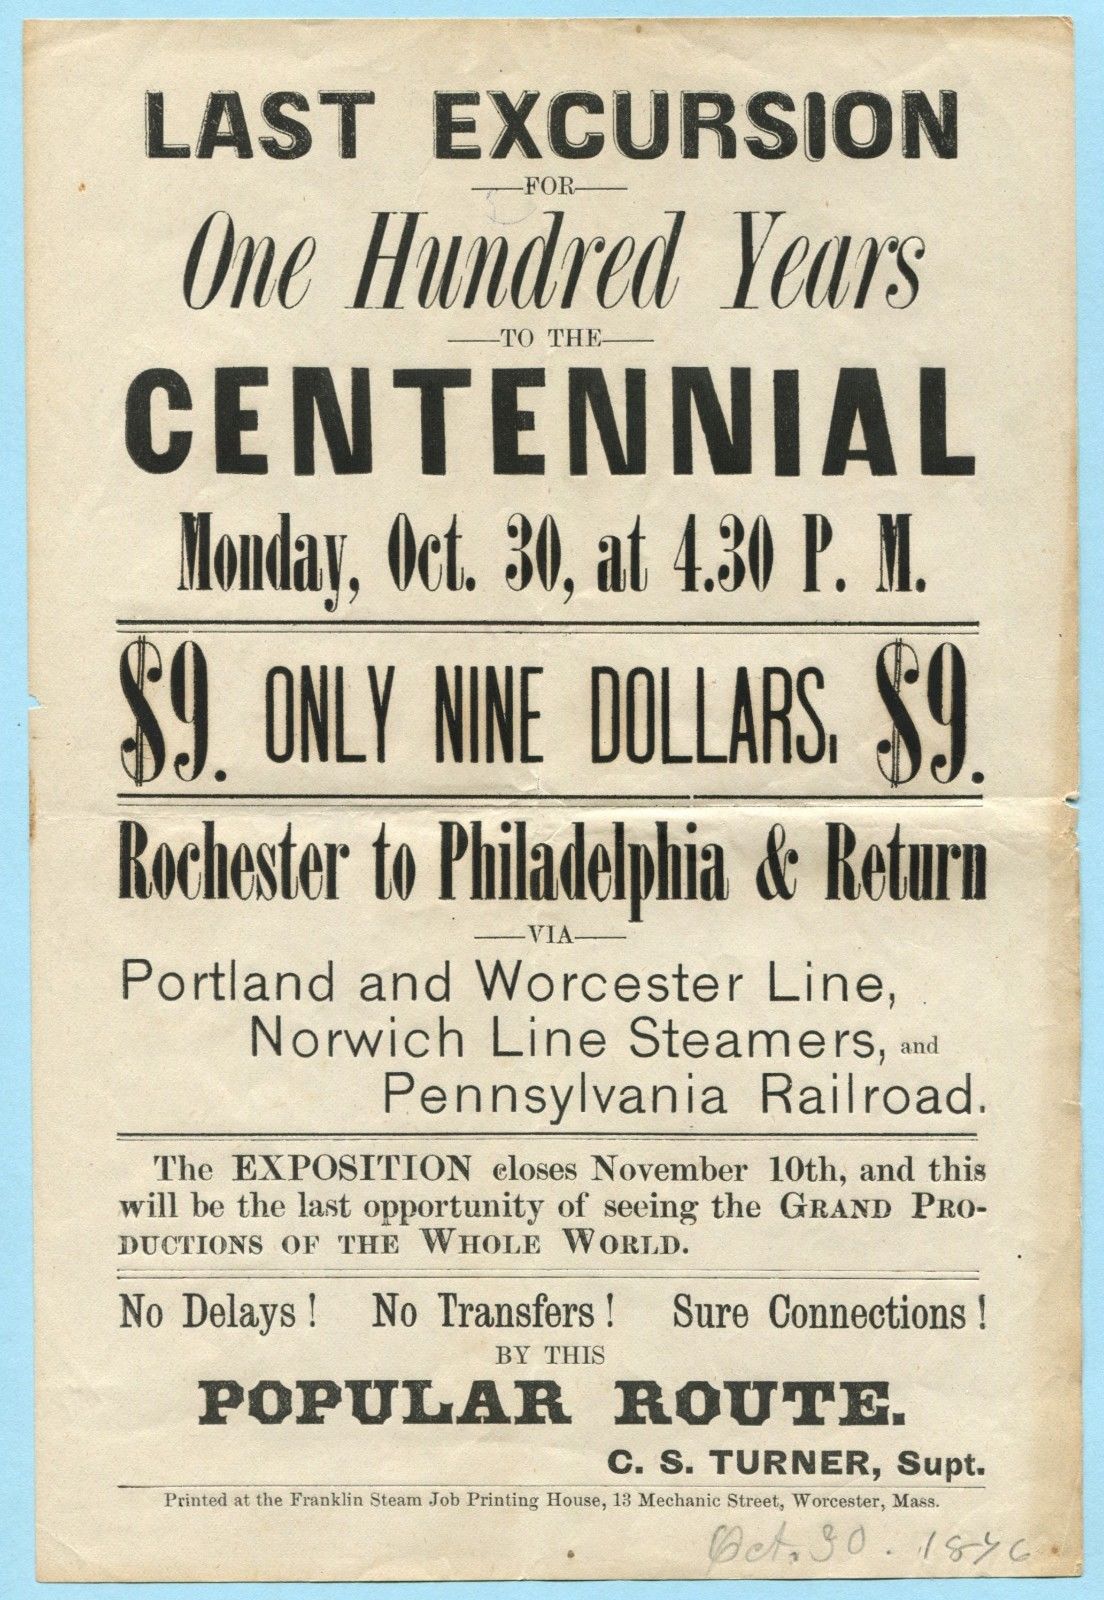 LAST EXCURSION
FOR
One Hundred Years
TO THE
CENTENNIAL
Monday, Oct. 30, at 4.30 P. M.
$9. ONLY NINE DOLLARS. $9.
Rochester to Philadelphia & Return
VIA
Portland and Worcester Line,
Norwich Line Steamers, and
Pennsylvania Railroad.
The EXPOSITION closes November 10th, and this
will be the last opportunity of seeing the GRAND PRO-
DUCTIONS OF THE WHOLE WORLD.
No Delays! No Transfers! Sure Connections!
BY THIS
POPULAR ROUTE.
C. S. TURNER, Supt.
Printed at the Franklin Steam Job Printing House, 13 Mechanic Street, Worcester, Mass.
Oct. 30. 1876